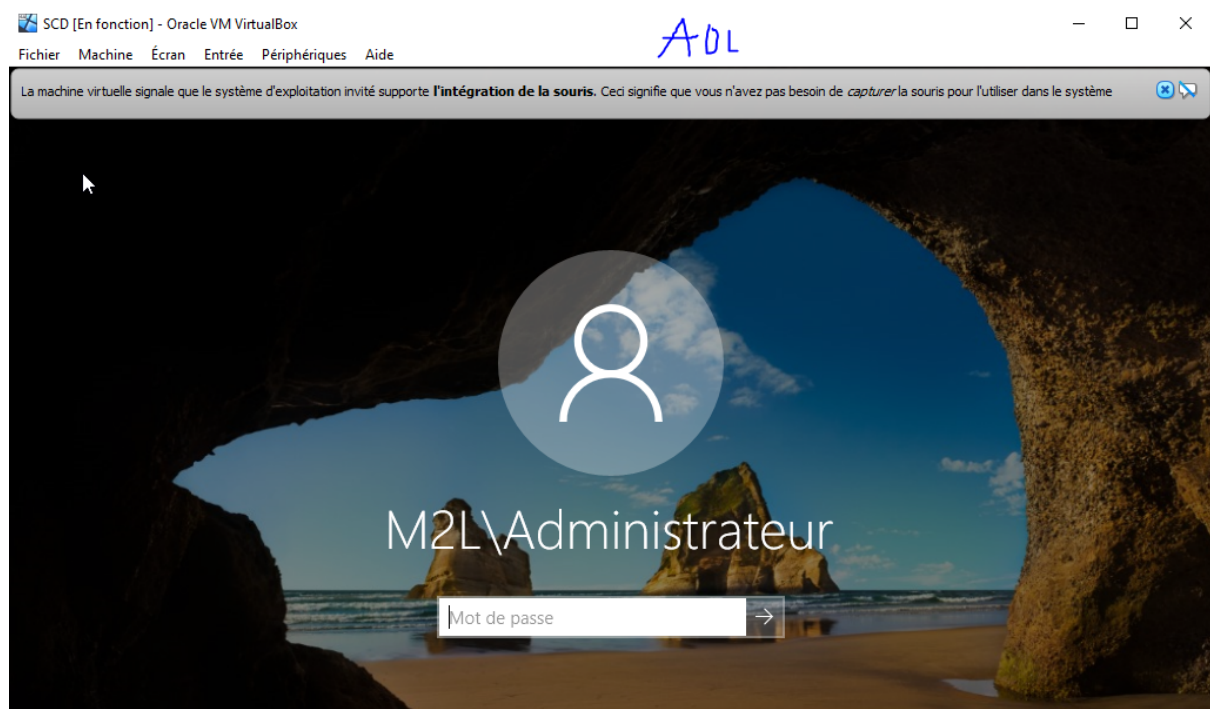 SCD [En fonction] - Oracle VM VirtualBox
ADL
Fichier Machine Écran Entrée Périphériques Aide
La machine virtuelle signale que le système d'exploitation invité supporte l'intégration de la souris. Ceci signifie que vous n'avez pas besoin de capturer la souris pour l'utiliser dans le système
M2L\Administrateur
Mot de passe